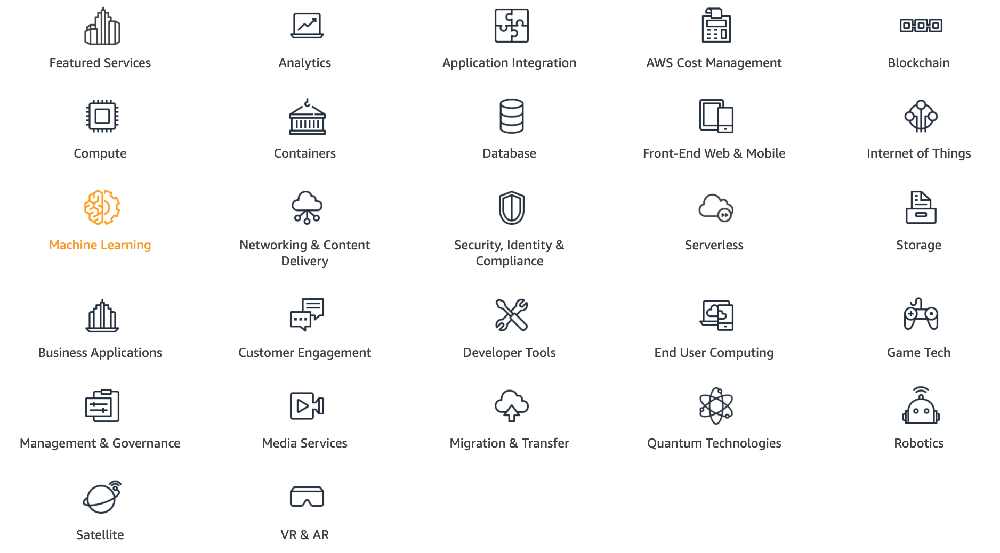 Featured Services
Analytics
Application Integration
AWS Cost Management
Blockchain
Compute
Containers
Database
Front-End Web & Mobile
Internet of Things
Machine Learning
Networking & Content
Delivery
Security, Identity &
Compliance
Serverless
Storage
Business Applications
Customer Engagement
Developer Tools
End User Computing
Game Tech
Management & Governance
Media Services
Migration & Transfer
Quantum Technologies
Robotics
Satellite
VR & AR